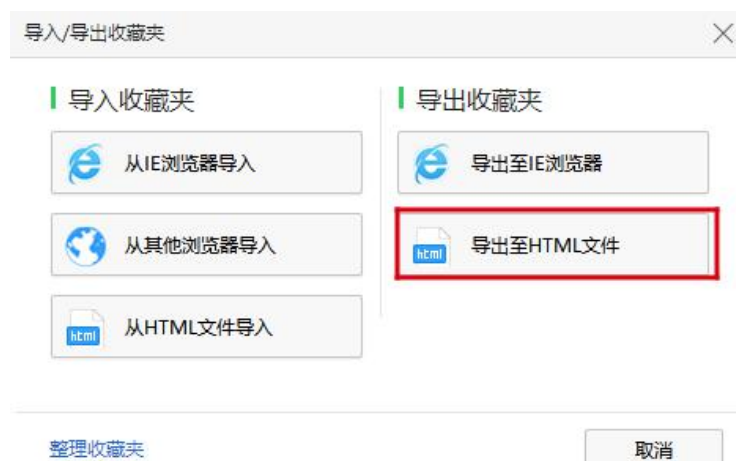 导入/导出收藏夹
导入收藏夹
从IE浏览器导入
从其他浏览器导入
html
从HTML文件导入
导出收藏夹
导出至IE浏览器
html
导出至HTML文件
整理收藏夹
取消